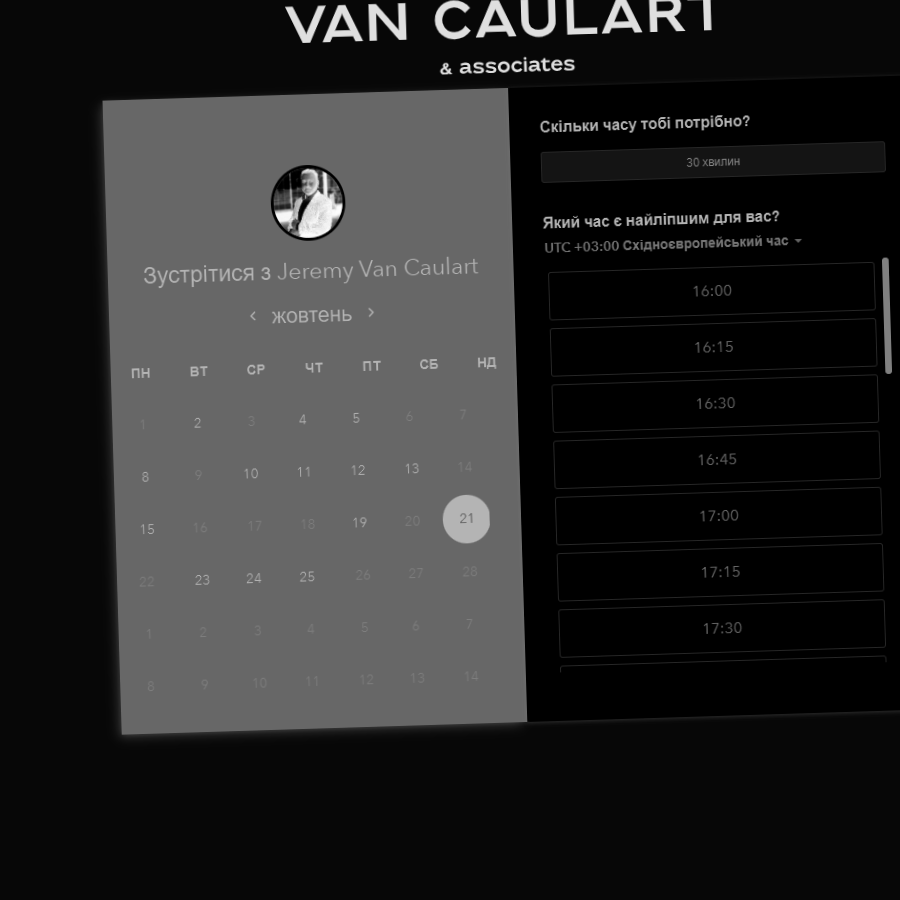 VAN CAULART
& associates
Зустрітися з Jeremy Van Caulart
‹ жовтень ›
ПН ВТ СР ЧТ ПТ СБ НД
1 2 3 4 5 6 7
8 9 10 11 12 13 14
15 16 17 18 19 20 21
22 23 24 25 26 27 28
1 2 3 4 5 6 7
8 9 10 11 12 13 14
Скільки часу тобі потрібно?
30 хвилин
Який час є найліпшим для вас?
UTC +03:00 Східноєвропейський час
16:00
16:15
16:30
16:45
17:00
17:15
17:30